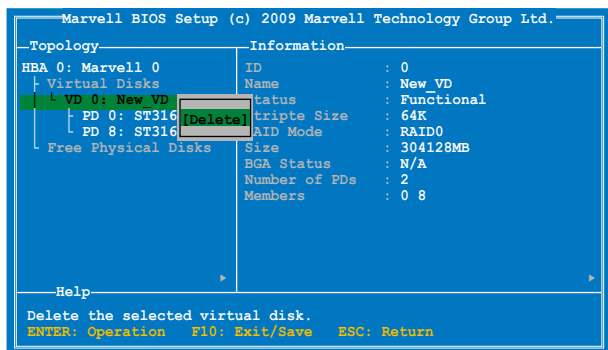 Marvell BIOS Setup (c) 2009 Marvell Technology Group Ltd.
Topology
HBA 0: Marvell 0
Virtual Disks
VD 0: New_VD
PD 0: ST316
PD 8: ST316
Free Physical Disks
[Delete]
Information
ID : 0
Name : New_VD
tatus : Functional
tripte Size : 64K
AID Mode : RAID0
Size : 304128MB
BGA Status : N/A
Number of PDs : 2
Members : 0 8
Help
Delete the selected virtual disk.
ENTER: Operation F10: Exit/Save ESC: Return